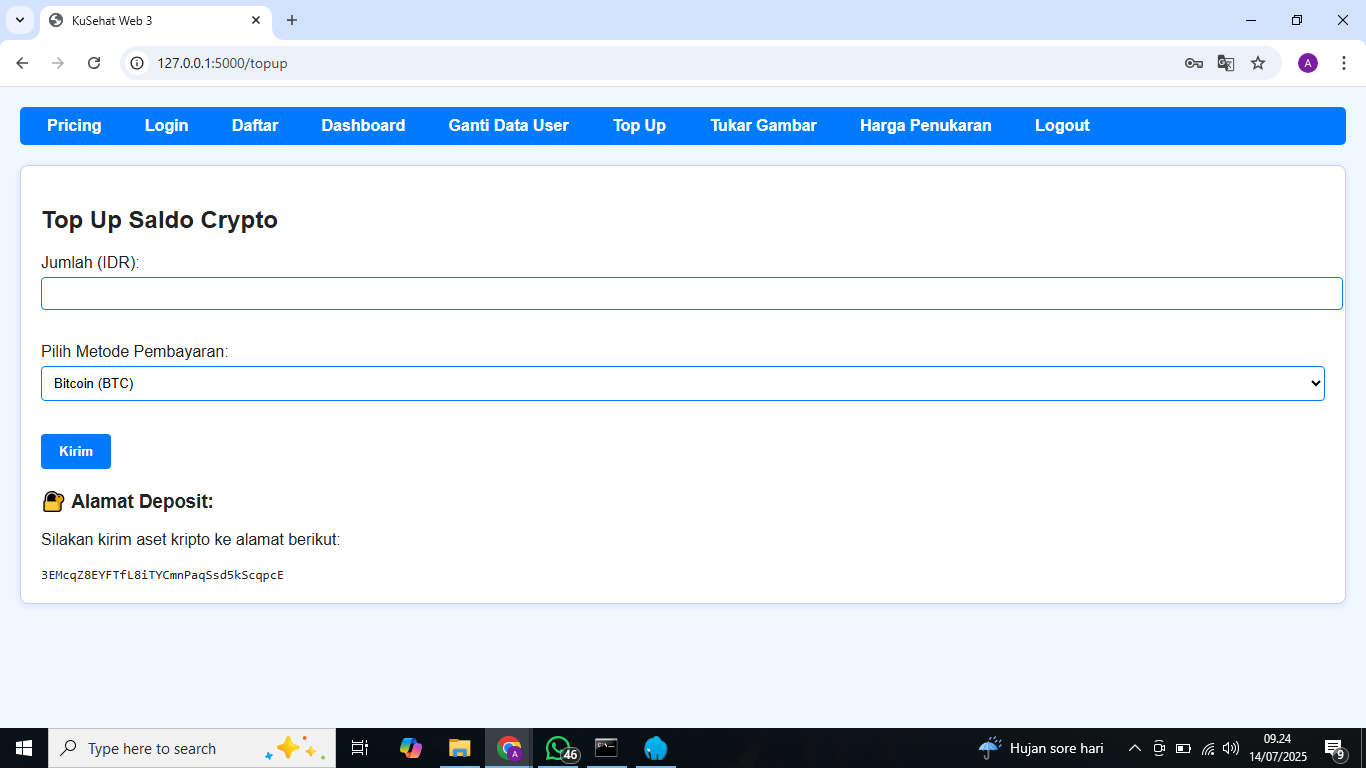 KuSehat Web 3
127.0.0.1:5000/topup
A
Pricing Login Daftar Dashboard Ganti Data User Top Up Tukar Gambar Harga Penukaran Logout
Top Up Saldo Crypto
Jumlah (IDR):
Pilih Metode Pembayaran:
Bitcoin (BTC)
Kirim
Alamat Deposit:
Silakan kirim aset kripto ke alamat berikut:
3EMcqZ8EYFTfL8iTYCmnPaqSsd5kScqpcE
Type here to search
A
46
Hujan sore hari
09.24
14/07/2025
9